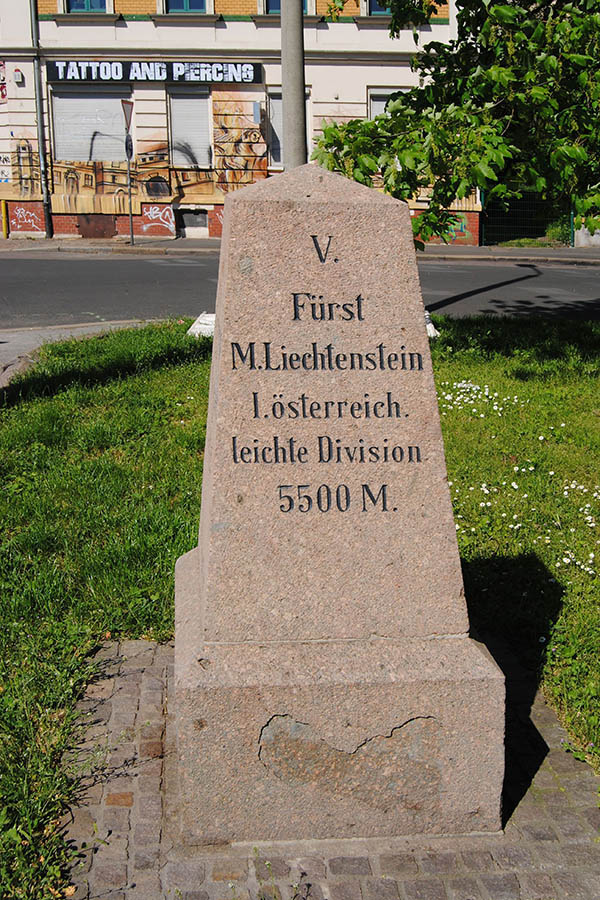 TATTOO AND PIERCING
V.
Fürst
M.Liechtenstein
I.österreich.
leichte Division
5500 M.